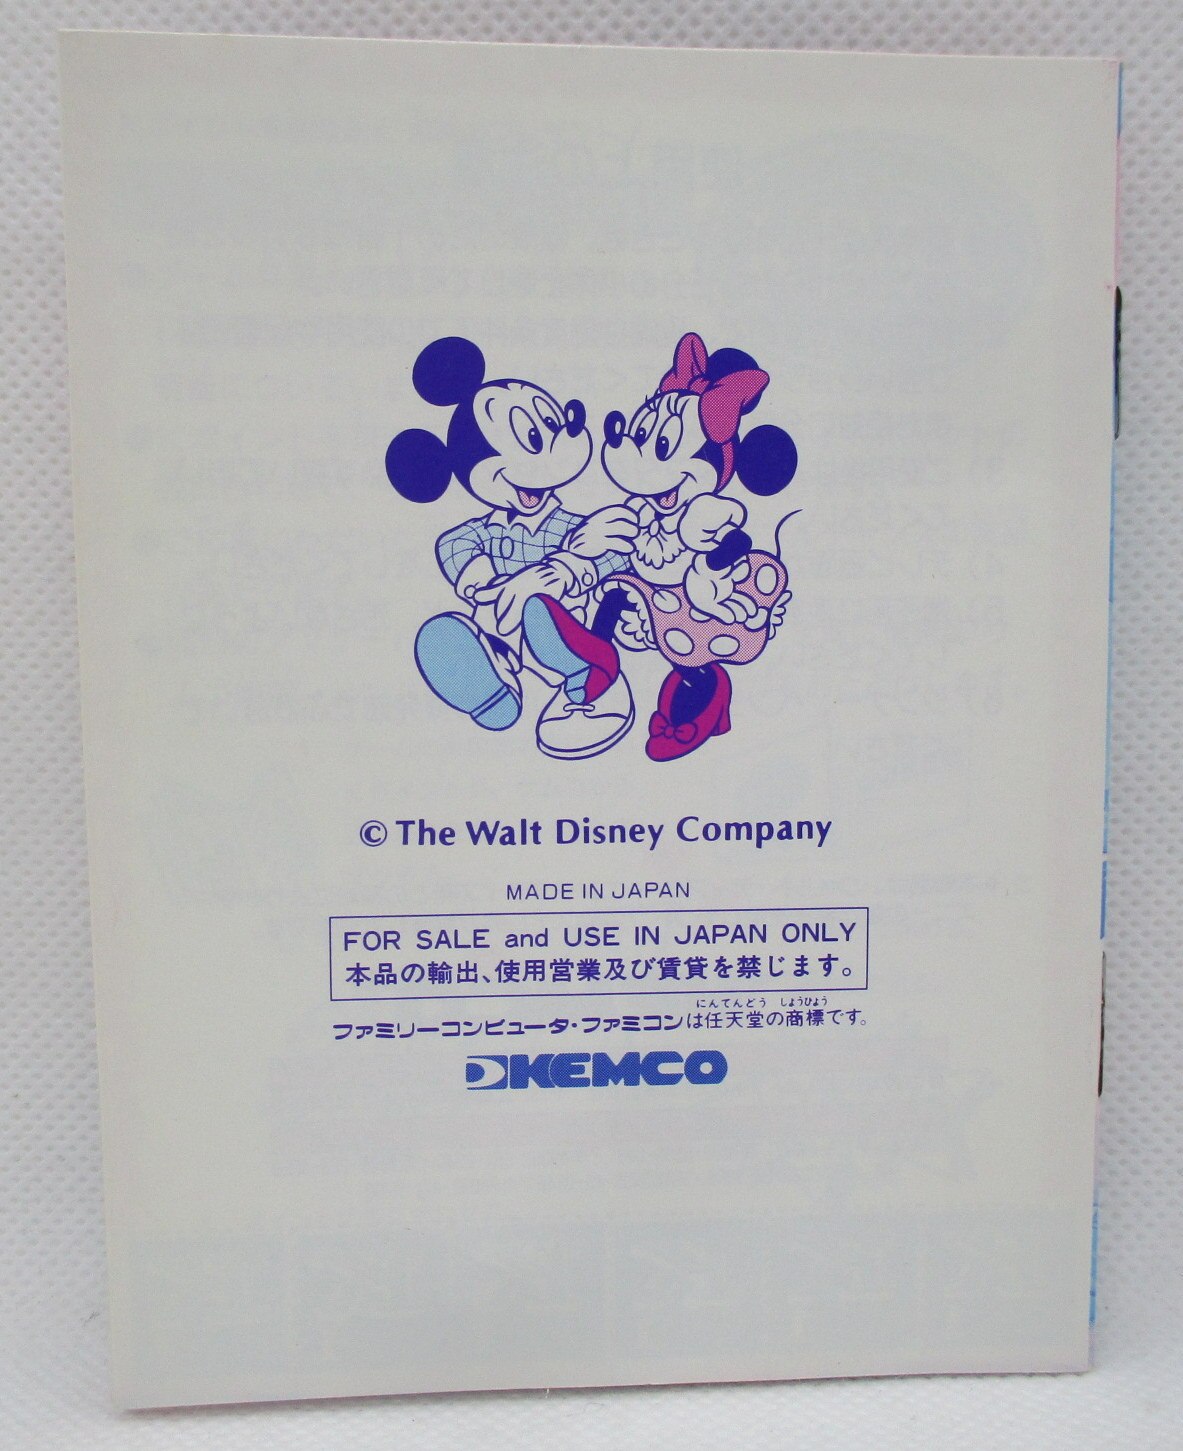 © The Walt Disney Company
MADE IN JAPAN
FOR SALE and USE IN JAPAN ONLY
本品の輸出、使用営業及び賃貸を禁じます。
にんてんどう しょうひょう
ファミリーコンピュータ・ファミコンは任天堂の商標です。
KEMCO